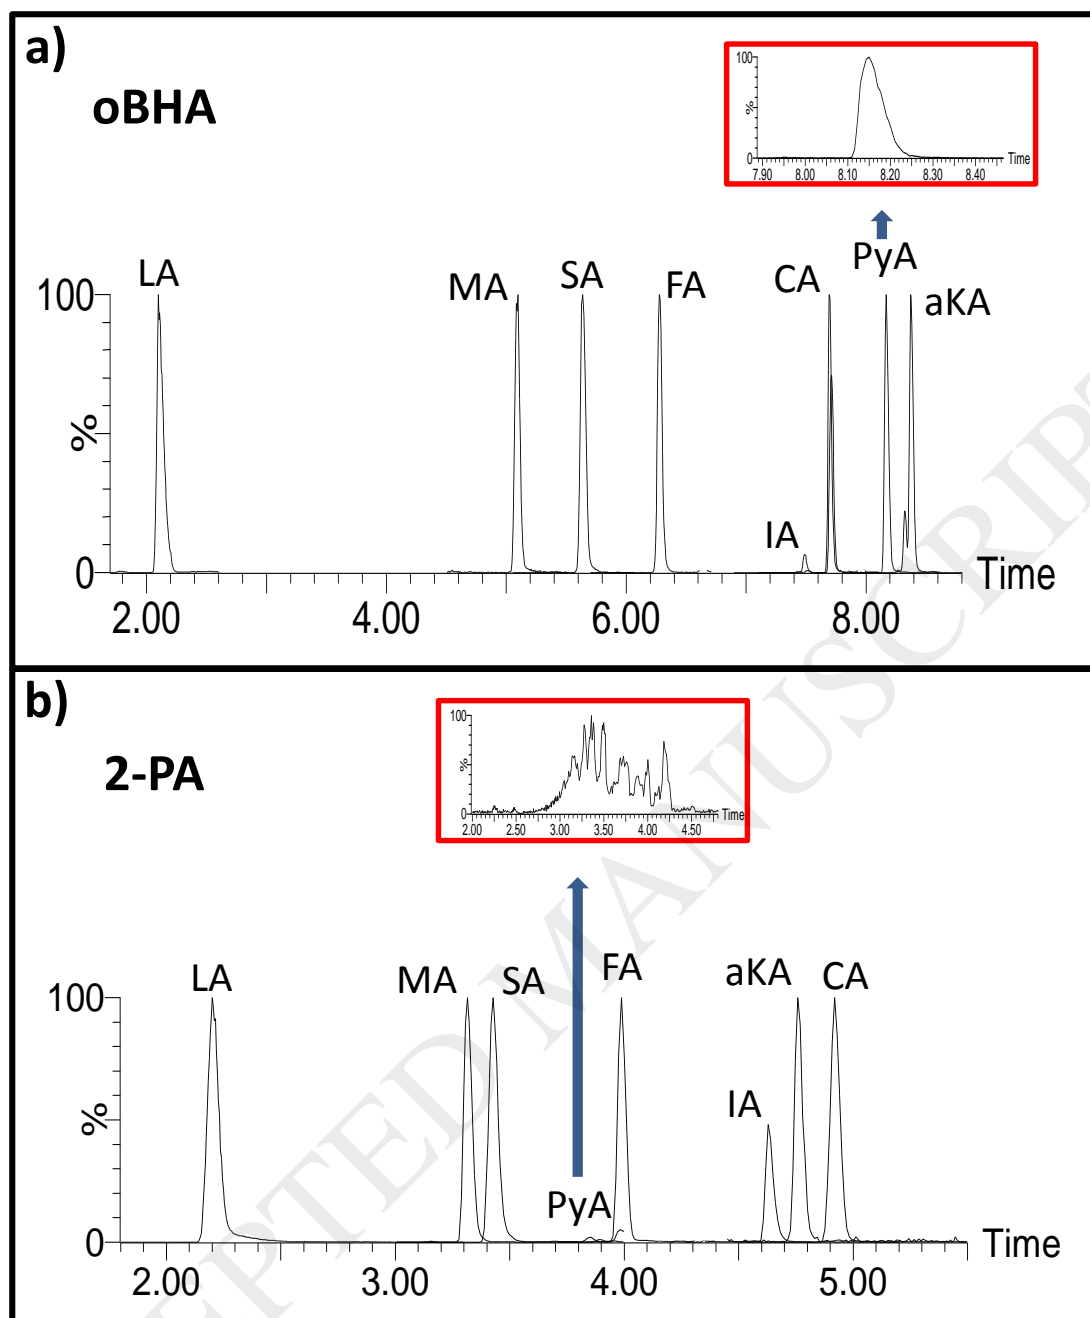 a)
oBHA
100
%
0
7.90 8.00 8.10 8.20 8.30 8.40
Time
LA
MA
SA
FA
IA
CA
PyA
aKA
100
%
0
2.00 4.00 6.00 8.00
Time
b)
2-PA
100
%
0
2.00 2.50 3.00 3.50 4.00 4.50
Time
LA
MA
SA
PyA
FA
IA
aKA
CA
100
%
0
2.00 3.00 4.00 5.00
Time
EPTED MANUSCRIPT